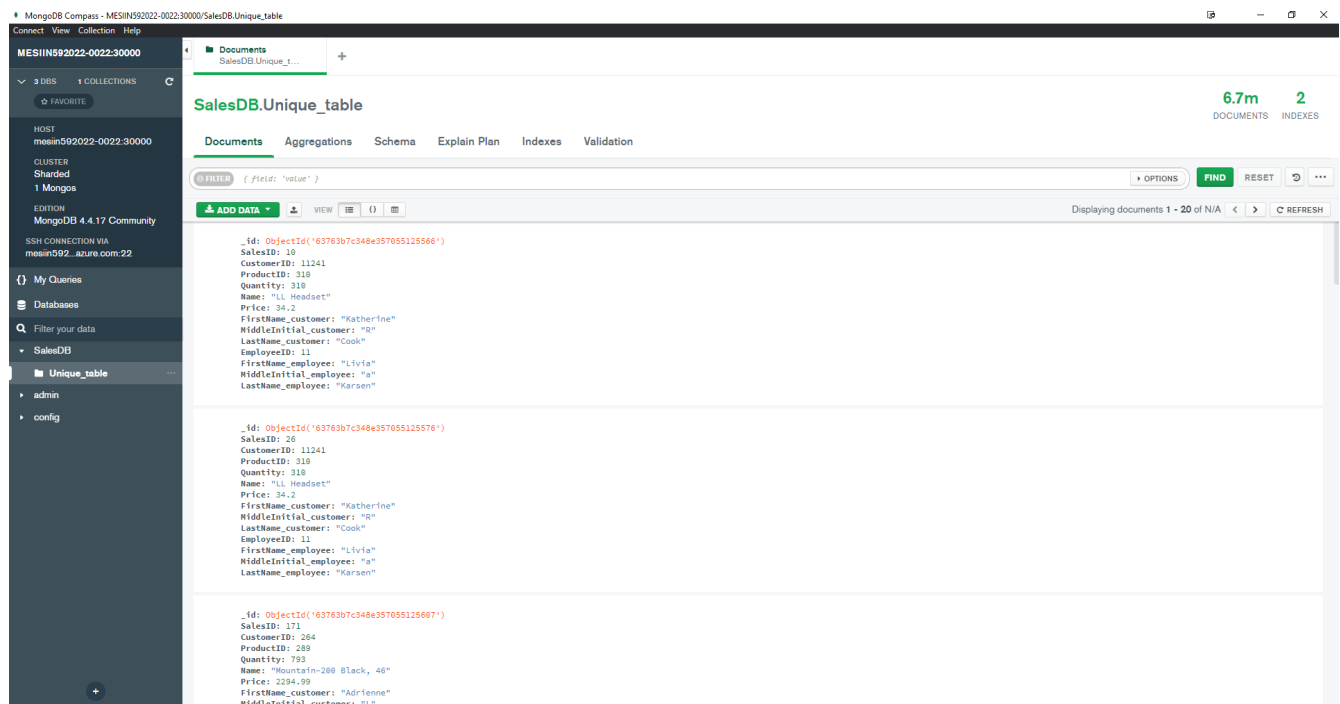 MongoDB Compass - MESIIN592022-0022:30000/SalesDB.Unique_table
Connect View Collection Help
MESIIN592022-0022:30000
3 DBS 1 COLLECTIONS
FAVORITE
HOST
mesiin592022-0022:30000
CLUSTER
Sharded
1 Mongos
EDITION
MongoDB 4.4.17 Community
SSH CONNECTION VIA
mesiin592...azure.com:22
{} My Queries
Databases
Filter your data
SalesDB
Unique_table
admin
config
Documents
SalesDB.Unique_t...
SalesDB.Unique_table
6.7m
DOCUMENTS
2
INDEXES
Documents Aggregations Schema Explain Plan Indexes Validation
FILTER { field: 'value' }
OPTIONS FIND RESET
ADD DATA VIEW {}
Displaying documents 1 - 20 of N/A
REFRESH
_id: ObjectId('63763b7c348e357055125566')
SalesID: 10
CustomerID: 11241
ProductID: 310
Quantity: 310
Name: "LL Headset"
Price: 34.2
FirstName_customer: "Katherine"
MiddleInitial_customer: "R"
LastName_customer: "Cook"
EmployeeID: 11
FirstName_employee: "Livia"
MiddleInitial_employee: "a"
LastName_employee: "Karsen"
_id: ObjectId('63763b7c348e357055125576')
SalesID: 26
CustomerID: 11241
ProductID: 310
Quantity: 310
Name: "LL Headset"
Price: 34.2
FirstName_customer: "Katherine"
MiddleInitial_customer: "R"
LastName_customer: "Cook"
EmployeeID: 11
FirstName_employee: "Livia"
MiddleInitial_employee: "a"
LastName_employee: "Karsen"
_id: ObjectId('63763b7c348e357055125607')
SalesID: 171
CustomerID: 264
ProductID: 289
Quantity: 793
Name: "Mountain-200 Black, 46"
Price: 2294.99
FirstName_customer: "Adrienne"
MiddleInitial_customer: "L"